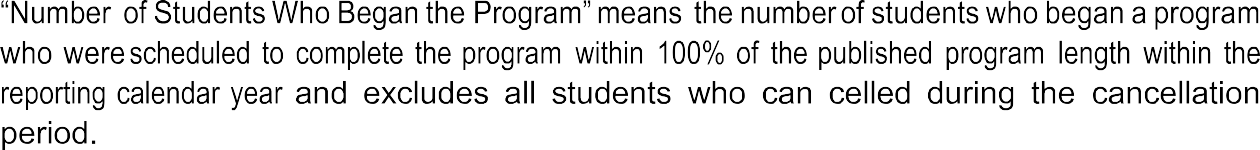 “Number of Students Who Began the Program” means the number of students who began a program
who were scheduled to complete the program within 100% of the published program length within the
reporting calendar year and excludes all students who can celled during the cancellation
period.